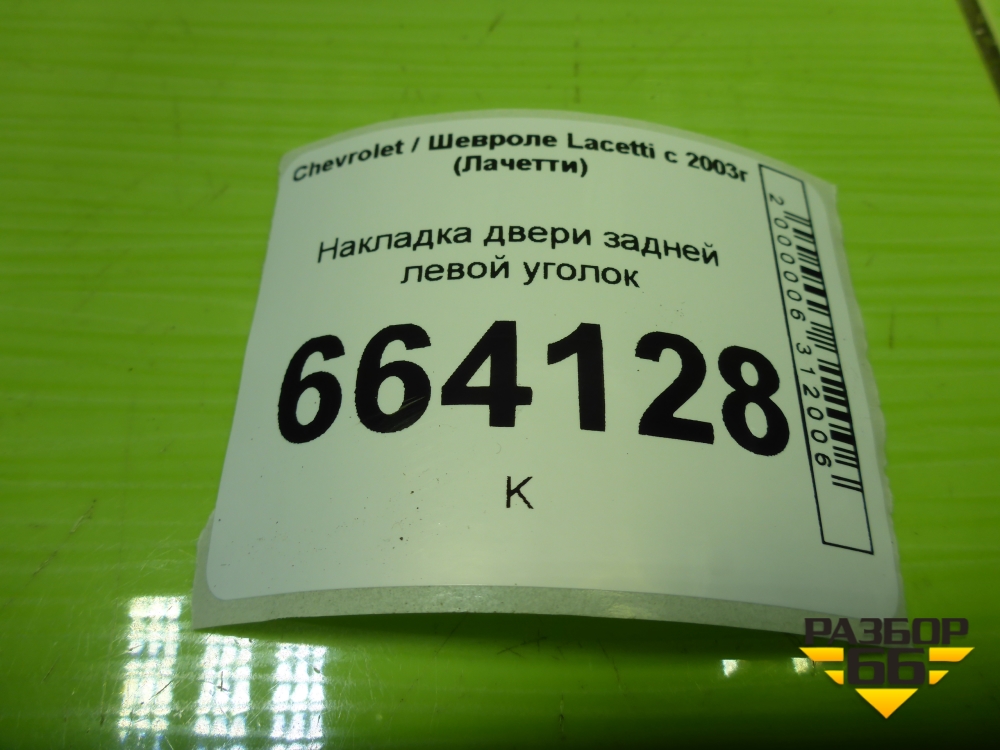 Chevrolet / Шевроле Lacetti с 2003г
(Лачетти)
Накладка двери задней
левой уголок
664128
К
2000006312006
РАЗБОР
66